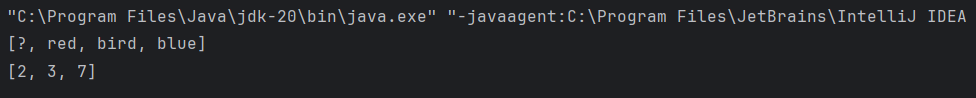 "C:\Program Files\Java\jdk-20\bin\java.exe" "-javaagent:C:\Program Files\JetBrains\IntelliJ IDEA
[?, red, bird, blue]
[2, 3, 7]